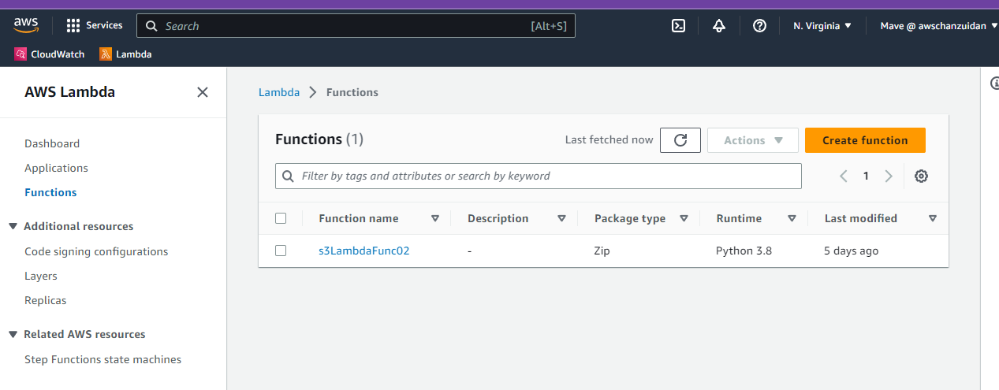 aws
Services
Search [Alt+S]
N. Virginia
Mave @ awschanzuidan
CloudWatch
Lambda
AWS Lambda
Dashboard
Applications
Functions
Additional resources
Code signing configurations
Layers
Replicas
Related AWS resources
Step Functions state machines
Lambda Functions
Functions (1)
Last fetched now
Actions
Create function
Filter by tags and attributes or search by keyword
1
Function name Description Package type Runtime Last modified
s3LambdaFunc02 - Zip Python 3.8 5 days ago